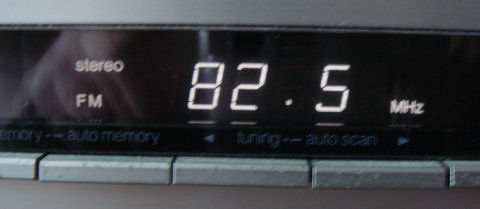 stereo
FM 82.5 MHz
emory -- auto memory ◄ tuning -- auto scan ►